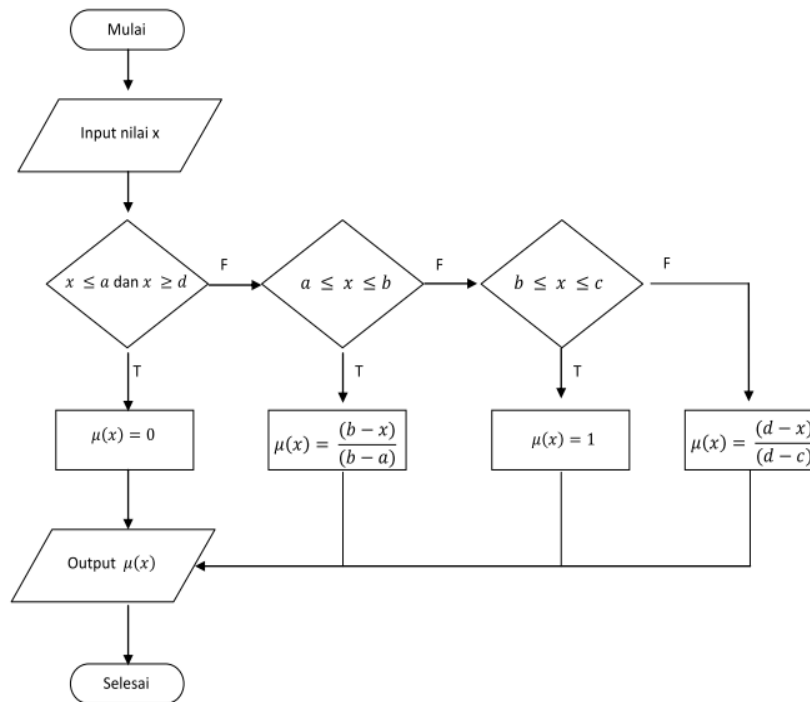 Mulai
Input nilai x
x ≤ a dan x ≥ d
F
a ≤ x ≤ b
F
b ≤ x ≤ c
F
T
T
T
μ(x) = 0
μ(x) = (b − x) / (b − a)
μ(x) = 1
μ(x) = (d − x) / (d − c)
Output μ(x)
Selesai